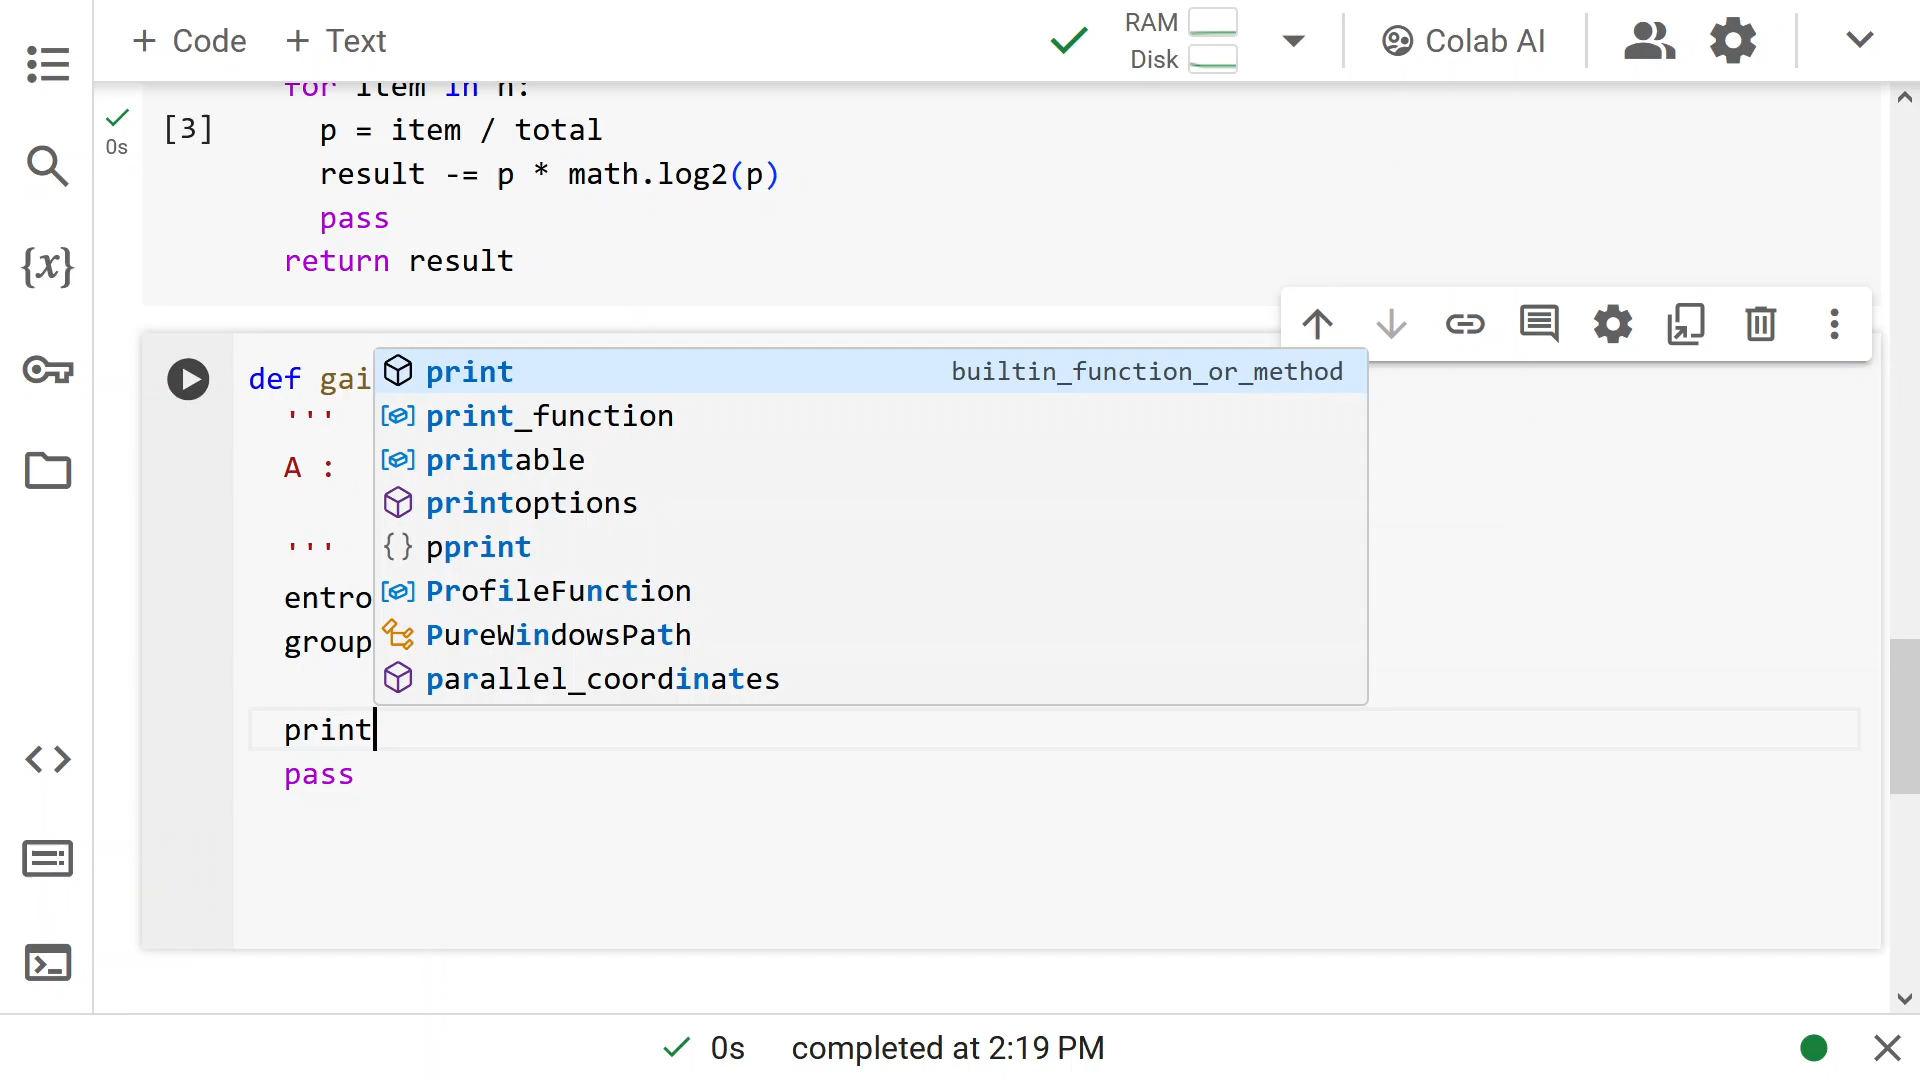 + Code + Text
RAM
Disk
Colab AI
for item in n:
0s
[3]
p = item / total
result -= p * math.log2(p)
pass
return result
{x}
def gai
'''
A :
'''
entro
group
print builtin_function_or_method
print_function
printable
printoptions
{} pprint
ProfileFunction
PureWindowsPath
parallel_coordinates
print
pass
0s completed at 2:19 PM